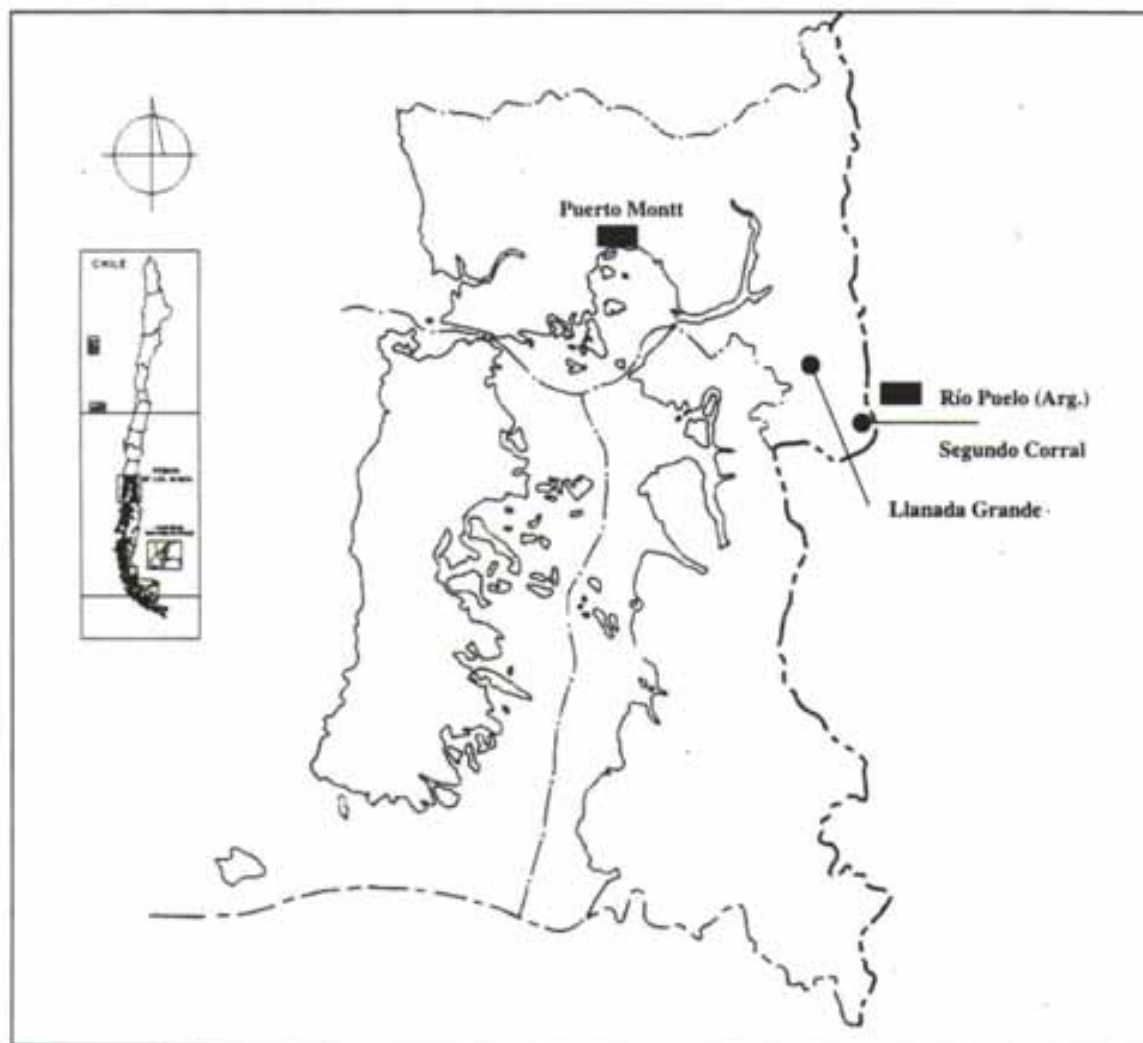 Puerto Montt
CHILE
Río Puelo (Arg.)
Segundo Corral
Llanada Grande